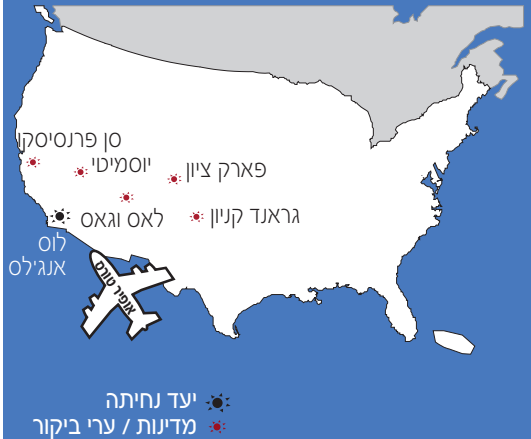 סן פרנסיסקו
יוסמיטי
פארק ציון
לאס וגאס
גראנד קניון
לוס
אנג'לס
אופיר טורס
יעד נחיתה
מדינות / ערי ביקור